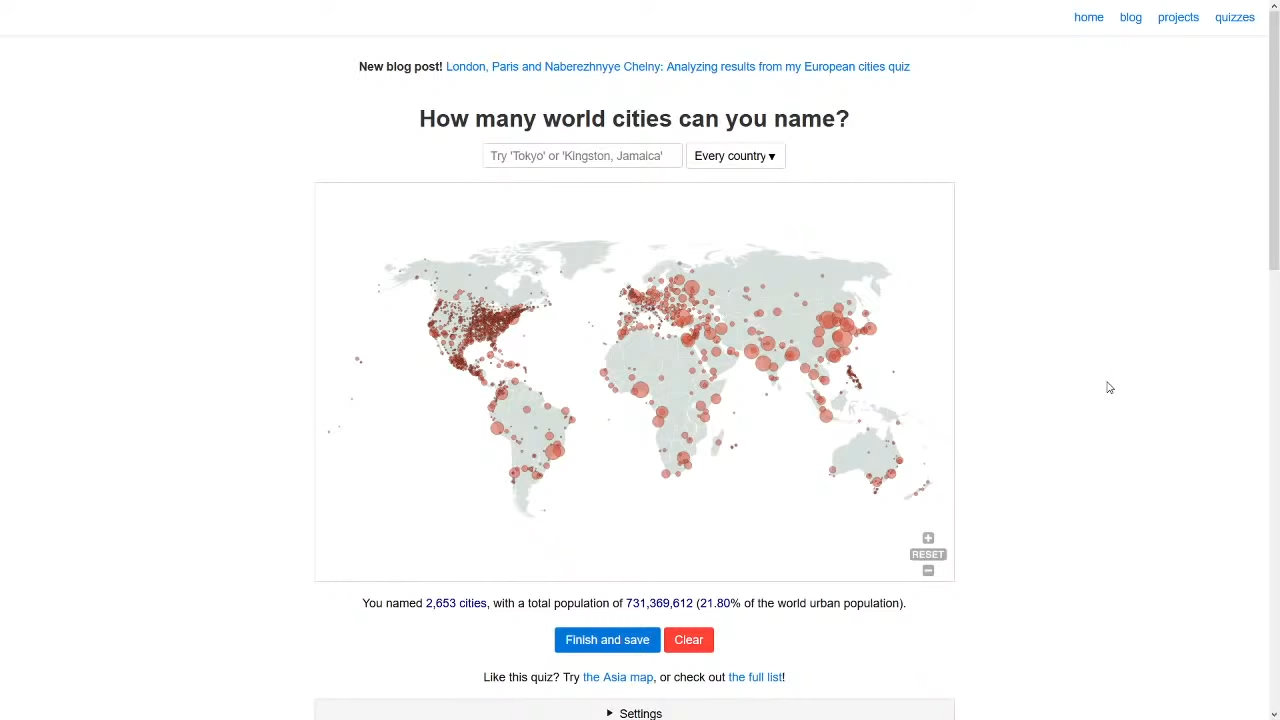 home blog projects quizzes
New blog post! London, Paris and Naberezhnyye Chelny: Analyzing results from my European cities quiz
How many world cities can you name?
Try 'Tokyo' or 'Kingston, Jamaica' Every country ▼
RESET
You named 2,653 cities, with a total population of 731,369,612 (21.80% of the world urban population).
Finish and save Clear
Like this quiz? Try the Asia map, or check out the full list!
Settings